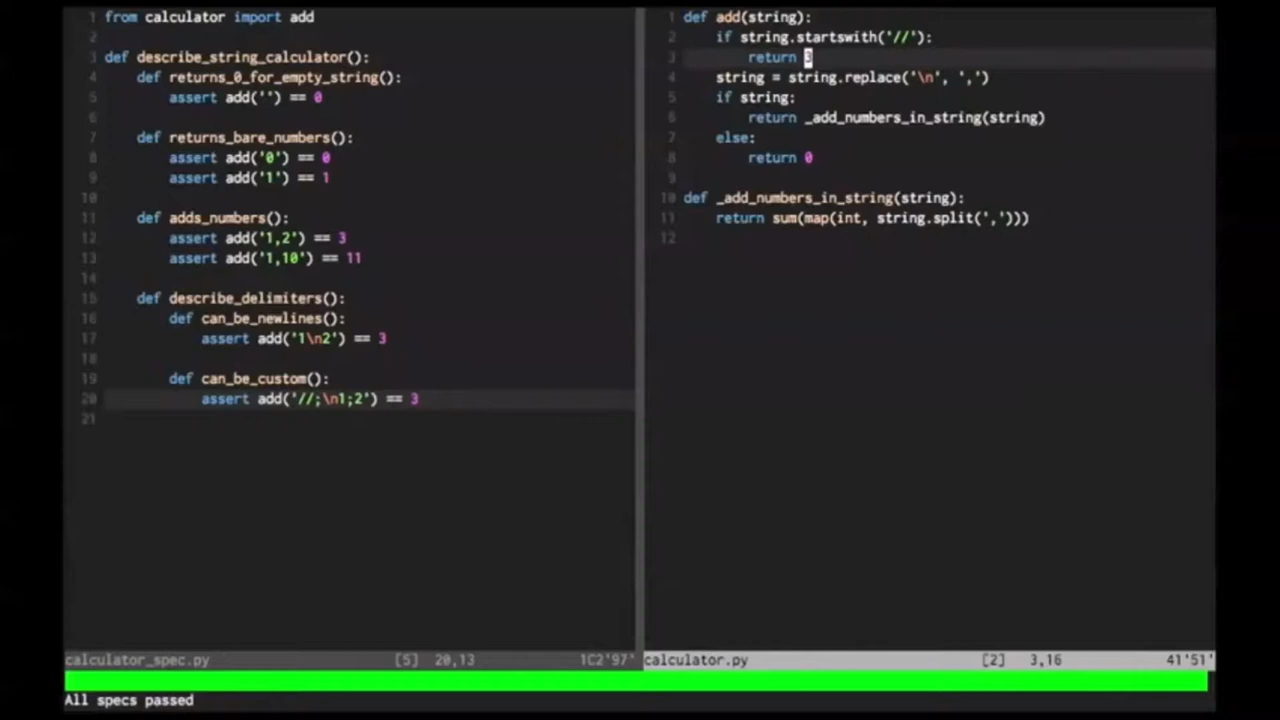 1 from calculator import add
2
3 def describe_string_calculator():
4     def returns_0_for_empty_string():
5         assert add('') == 0
6
7     def returns_bare_numbers():
8         assert add('0') == 0
9         assert add('1') == 1
10
11     def adds_numbers():
12         assert add('1,2') == 3
13         assert add('1,10') == 11
14
15     def describe_delimiters():
16         def can_be_newlines():
17             assert add('1\n2') == 3
18
19         def can_be_custom():
20             assert add('//;\n1;2') == 3
21
calculator_spec.py [5] 20,13 1C2'97'
1 def add(string):
2     if string.startswith('//'):
3         return 3
4     string = string.replace('\n', ',')
5     if string:
6         return _add_numbers_in_string(string)
7     else:
8         return 0
9
10 def _add_numbers_in_string(string):
11     return sum(map(int, string.split(',')))
12
calculator.py [2] 3,16 41'51'
All specs passed